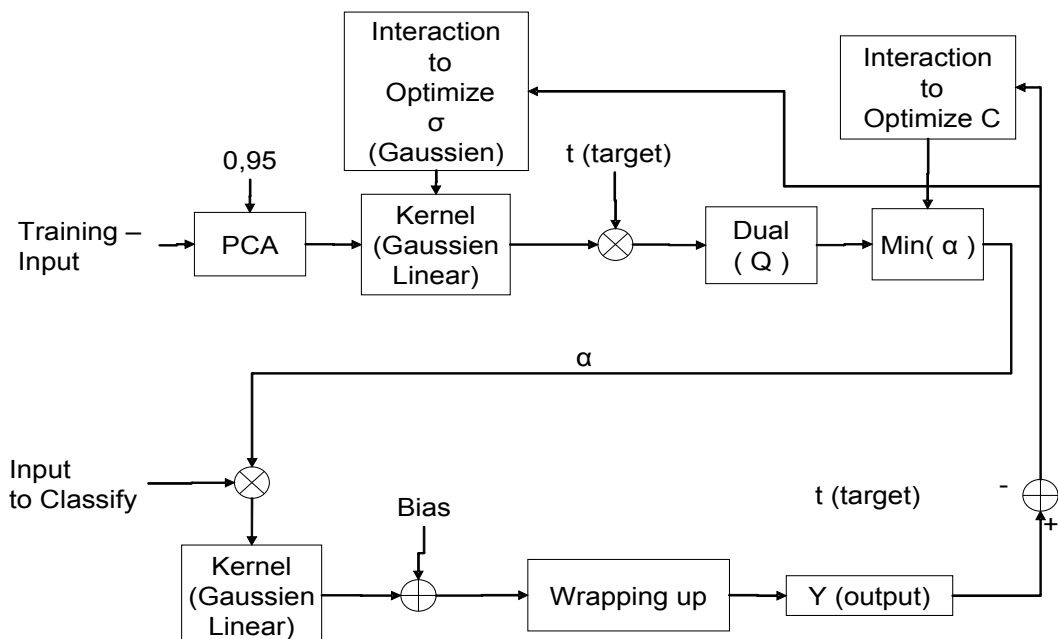 Interaction
to
Optimize
σ
(Gaussien)
Interaction
to
Optimize C
0,95
t (target)
Training –
Input
PCA
Kernel
(Gaussien
Linear)
Dual
( Q )
Min( α )
α
Input
to Classify
Bias
t (target)
-
+
Kernel
(Gaussien
Linear)
Wrapping up
Y (output)